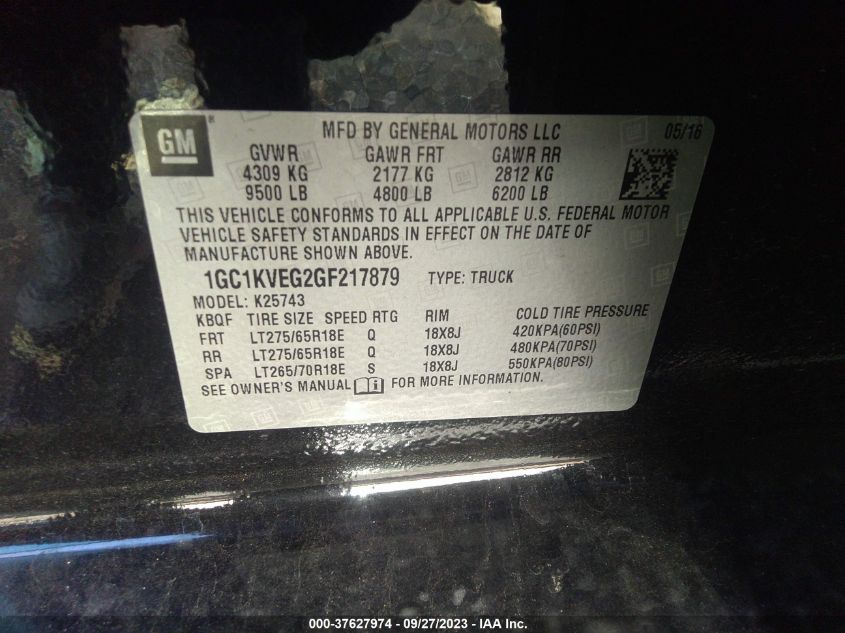 GM ® MFD BY GENERAL MOTORS LLC 05/16
GVWR GAWR FRT GAWR RR
4309 KG 2177 KG 2812 KG
9500 LB 4800 LB 6200 LB
THIS VEHICLE CONFORMS TO ALL APPLICABLE U.S. FEDERAL MOTOR
VEHICLE SAFETY STANDARDS IN EFFECT ON THE DATE OF
MANUFACTURE SHOWN ABOVE.
1GC1KVEG2GF217879 TYPE: TRUCK
MODEL: K25743
KBQF TIRE SIZE SPEED RTG RIM COLD TIRE PRESSURE
FRT LT275/65R18E Q 18X8J 420KPA(60PSI)
RR LT275/65R18E Q 18X8J 480KPA(70PSI)
SPA LT265/70R18E S 18X8J 550KPA(80PSI)
SEE OWNER'S MANUAL FOR MORE INFORMATION.
000-37627974 / 09/27/2023 - IAA Inc.